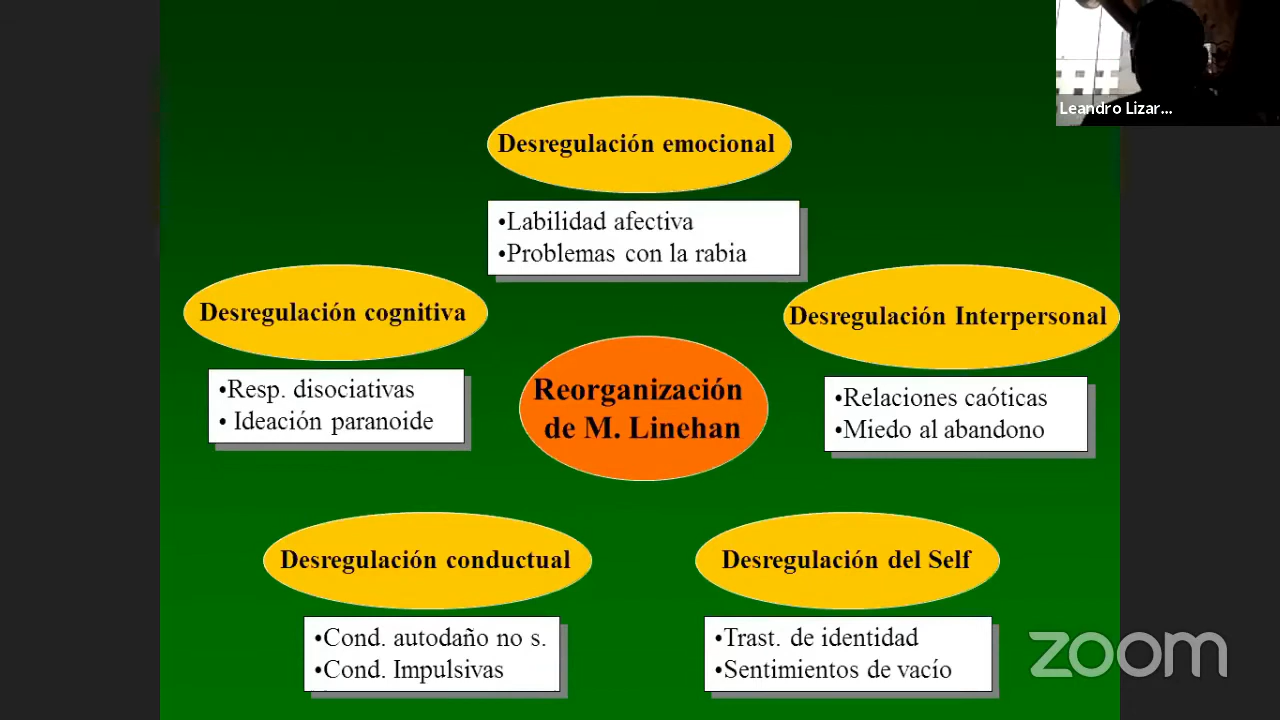 Leandro Lizar...
Desregulación emocional
•Labilidad afectiva
•Problemas con la rabia
Desregulación cognitiva
•Resp. disociativas
• Ideación paranoide
Desregulación Interpersonal
•Relaciones caóticas
•Miedo al abandono
Reorganización
de M. Linehan
Desregulación conductual
•Cond. autodaño no s.
•Cond. Impulsivas
Desregulación del Self
•Trast. de identidad
•Sentimientos de vacío
zoom